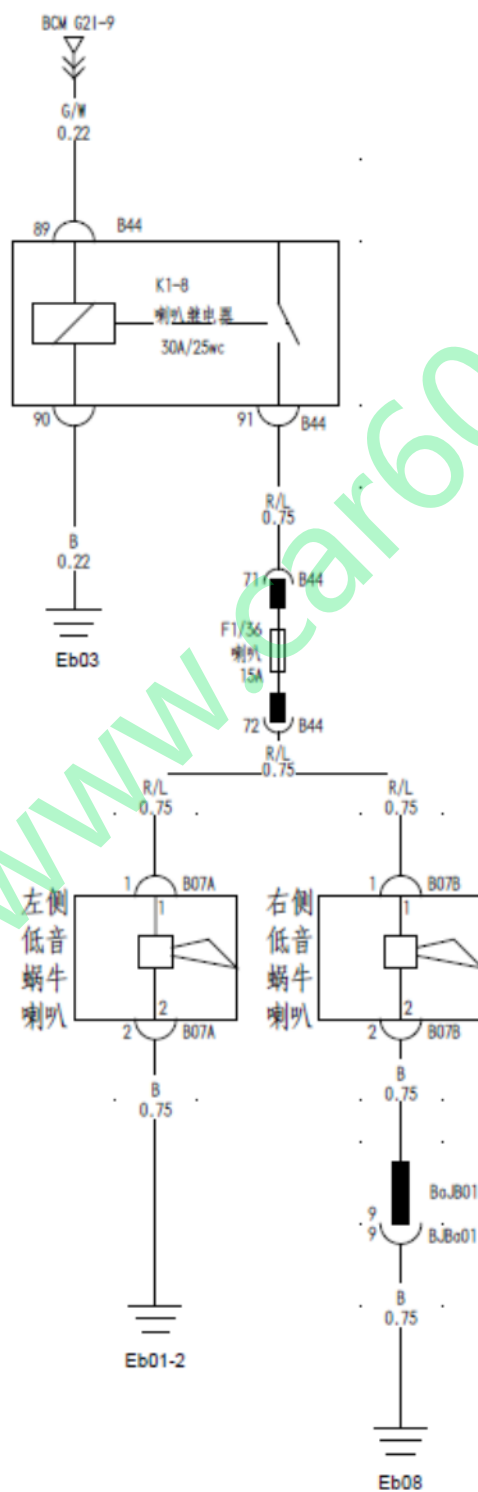 BCM G2I-9
G/W
0.22
89
B44
K1-8
喇叭继电器
30A/25wc
90
91
B44
R/L
0.75
B
0.22
Eb03
71
B44
F1/36
喇叭
15A
72
B44
R/L
0.75
R/L
0.75
R/L
0.75
1
B07A
1
左侧
低音
蜗牛
喇叭
2
2
B07A
1
B07B
1
右侧
低音
蜗牛
喇叭
2
2
B07B
B
0.75
B
0.75
BaJB01
9
9
BJBa01
B
0.75
Eb01-2
Eb08
www.car60